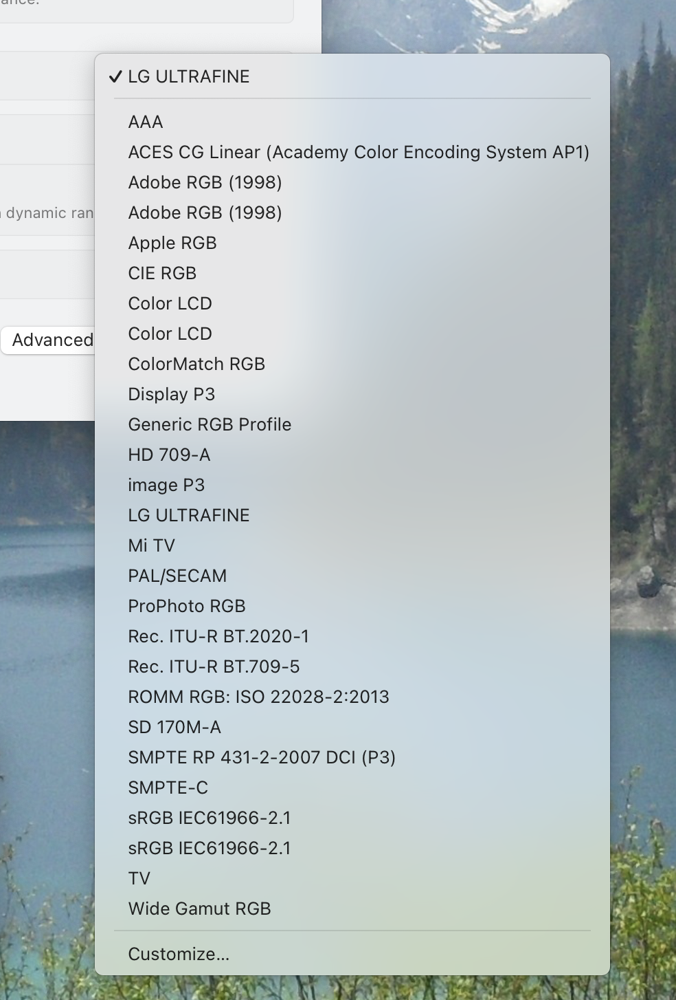 ance.
LG ULTRAFINE
AAA
ACES CG Linear (Academy Color Encoding System AP1)
Adobe RGB (1998)
dynamic ran
Adobe RGB (1998)
Apple RGB
CIE RGB
Color LCD
Color LCD
Advanced
ColorMatch RGB
Display P3
Generic RGB Profile
HD 709-A
image P3
LG ULTRAFINE
Mi TV
PAL/SECAM
ProPhoto RGB
Rec. ITU-R BT.2020-1
Rec. ITU-R BT.709-5
ROMM RGB: ISO 22028-2:2013
SD 170M-A
SMPTE RP 431-2-2007 DCI (P3)
SMPTE-C
sRGB IEC61966-2.1
sRGB IEC61966-2.1
TV
Wide Gamut RGB
Customize...